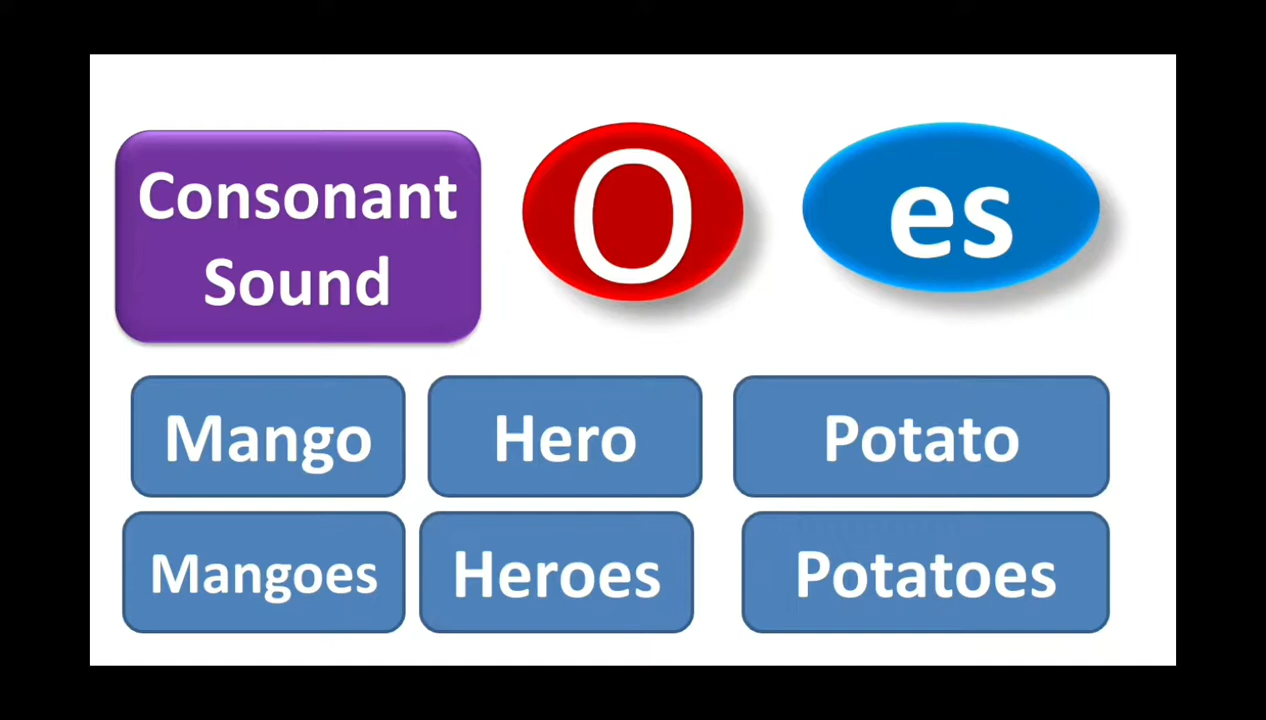 Consonant
Sound
O
es
Mango
Hero
Potato
Mangoes
Heroes
Potatoes